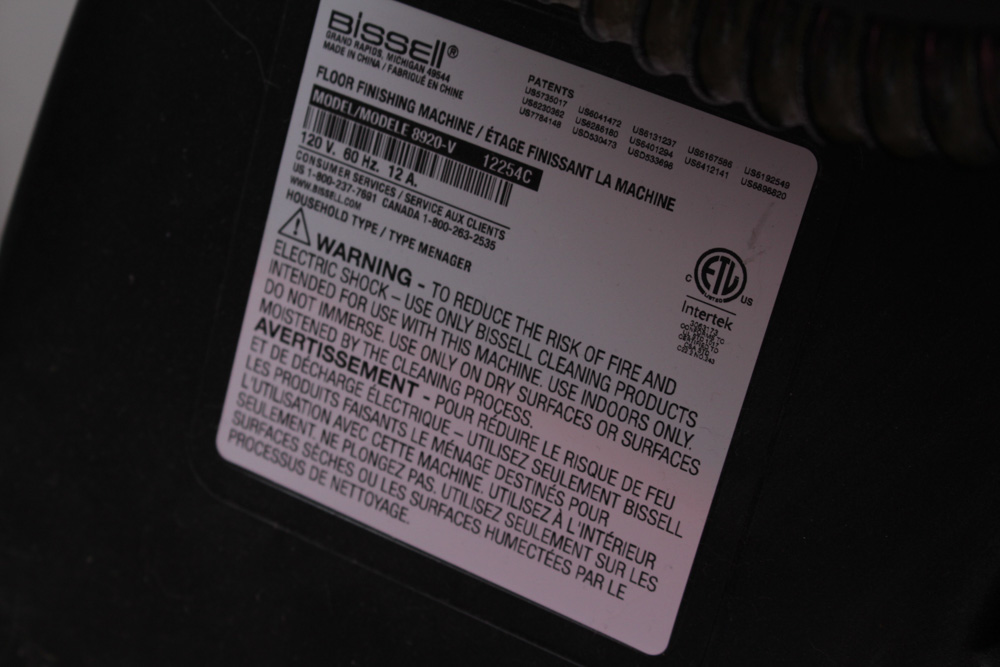 BISSELL®
GRAND RAPIDS, MICHIGAN 49544
MADE IN CHINA / FABRIQUÉ EN CHINE
PATENTS
US5735017 US6041472 US6131237 US6167586 US6192549
US6230362 US6286180 US6401294 US6412141 US6898820
US7784148 USD530473 USD533698
FLOOR FINISHING MACHINE / ÉTAGE FINISSANT LA MACHINE
MODEL/MODELE 8920-V 12254C
120 V. 60 Hz. 12 A.
CONSUMER SERVICES / SERVICE AUX CLIENTS
US 1-800-237-7691 CANADA 1-800-263-2535
WWW.BISSELL.COM
HOUSEHOLD TYPE / TYPE MENAGER
C ETL LISTED US
Intertek
WARNING - TO REDUCE THE RISK OF FIRE AND
ELECTRIC SHOCK – USE ONLY BISSELL CLEANING PRODUCTS
INTENDED FOR USE WITH THIS MACHINE. USE INDOORS ONLY.
DO NOT IMMERSE. USE ONLY ON DRY SURFACES OR SURFACES
MOISTENED BY THE CLEANING PROCESS.
AVERTISSEMENT - POUR RÉDUIRE LE RISQUE DE FEU
ET DE DÉCHARGE ÉLECTRIQUE – UTILISEZ SEULEMENT BISSELL
LES PRODUITS FAISANTS LE MÉNAGE DESTINÉS POUR
L'UTILISATION AVEC CETTE MACHINE. UTILISEZ À L'INTÉRIEUR
SEULEMENT. NE PLONGEZ PAS. UTILISEZ SEULEMENT SUR LES
SURFACES SÈCHES OU LES SURFACES HUMECTÉES PAR LE
PROCESSUS DE NETTOYAGE.